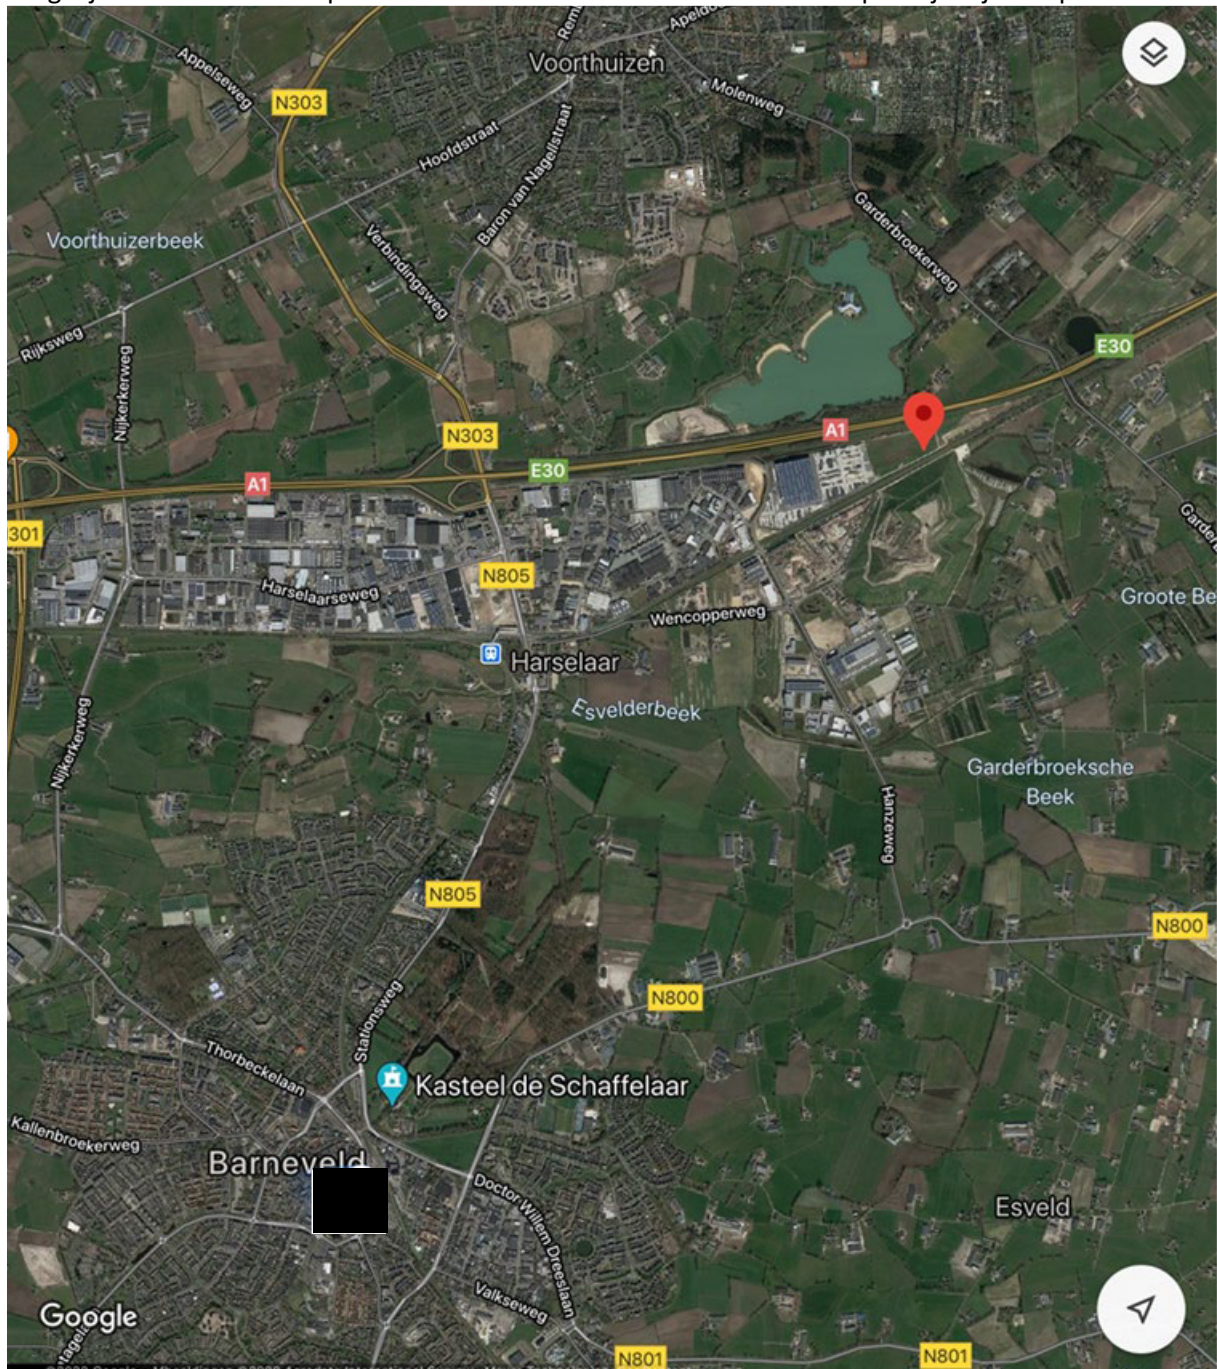 Voorthuizen
Appelseweg
N303
Molenweg
Hoofdstraat
Baron van Nagellstraat
Garderbroekerweg
Voorthuizerbeek
Verbindingsweg
Rijksweg
Nijkerkerweg
E30
N303
A1
E30
A1
301
N805
Harselaarseweg
Wencopperweg
Groote Be
Harselaar
Esvelderbeek
Nijkerkerweg
Garderbroeksche
Beek
Hanzeweg
N805
N800
N800
Stationsweg
Thorbeckelaan
Kasteel de Schaffelaar
Kallenbroekerweg
Barneveld
Doctor Willem Dreeslaan
Esveld
Valkseweg
Google
N801
N801